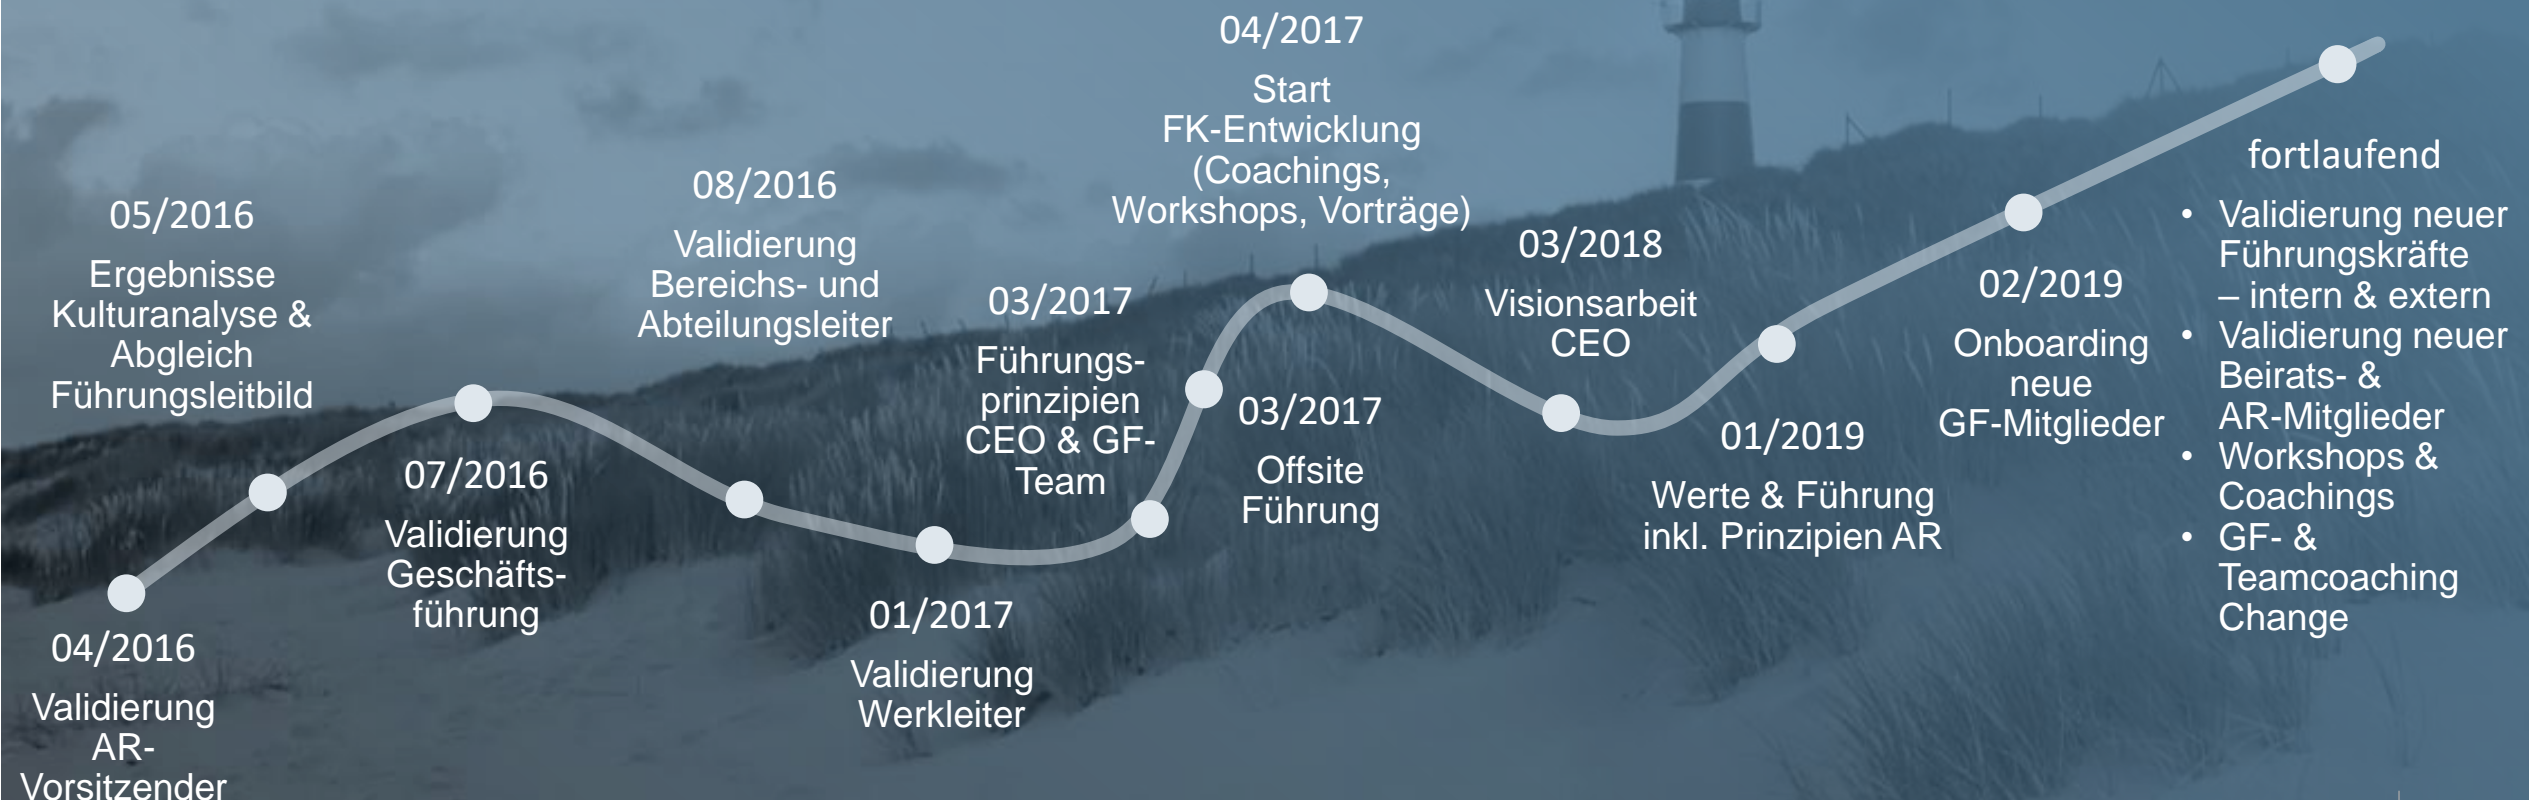 04/2016
Validierung
AR-
Vorsitzender
05/2016
Ergebnisse
Kulturanalyse &
Abgleich
Führungsleitbild
07/2016
Validierung
Geschäfts-
führung
08/2016
Validierung
Bereichs- und
Abteilungsleiter
01/2017
Validierung
Werkleiter
03/2017
Führungs-
prinzipien
CEO & GF-
Team
03/2017
Offsite
Führung
04/2017
Start
FK-Entwicklung
(Coachings,
Workshops, Vorträge)
03/2018
Visionsarbeit
CEO
01/2019
Werte & Führung
inkl. Prinzipien AR
02/2019
Onboarding
neue
GF-Mitglieder
fortlaufend
• Validierung neuer
Führungskräfte
– intern & extern
• Validierung neuer
Beirats- &
AR-Mitglieder
• Workshops &
Coachings
• GF- &
Teamcoaching
Change